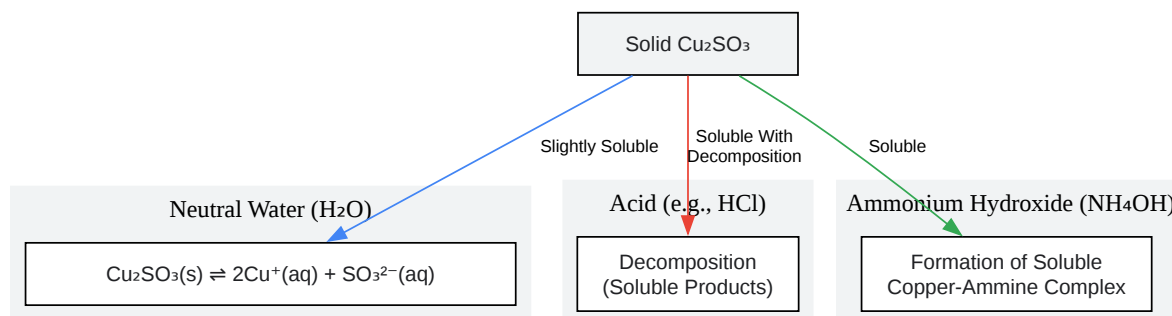 Solid Cu₂SO₃
Slightly Soluble
Soluble With
Decomposition
Soluble
Neutral Water (H₂O)
Cu₂SO₃(s) ⇌ 2Cu⁺(aq) + SO₃²⁻(aq)
Acid (e.g., HCl)
Decomposition
(Soluble Products)
Ammonium Hydroxide (NH₄OH)
Formation of Soluble
Copper-Ammine Complex